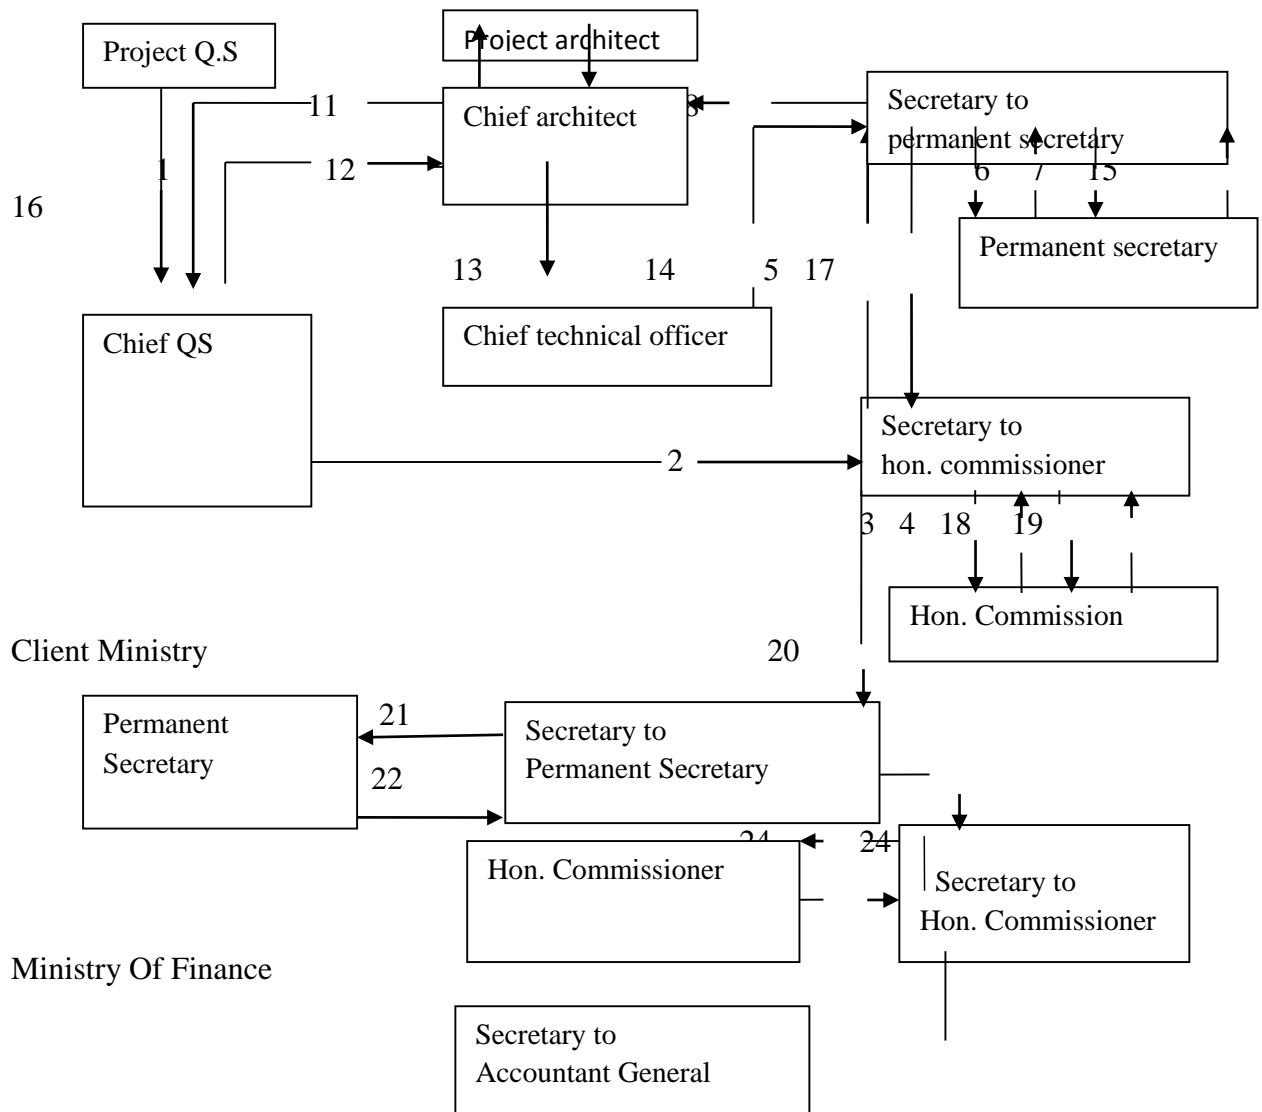 Project architect
Project Q.S
Secretary to
permanent secretary
11
Chief architect
8
1
12
6
7
15
16
Permanent secretary
13
14
5
17
Chief technical officer
Chief QS
Secretary to
hon. commissioner
2
3
4
18
19
Hon. Commission
Client Ministry
20
Permanent
Secretary
21
Secretary to
Permanent Secretary
22
24
24
Hon. Commissioner
Secretary to
Hon. Commissioner
Ministry Of Finance
Secretary to
Accountant General